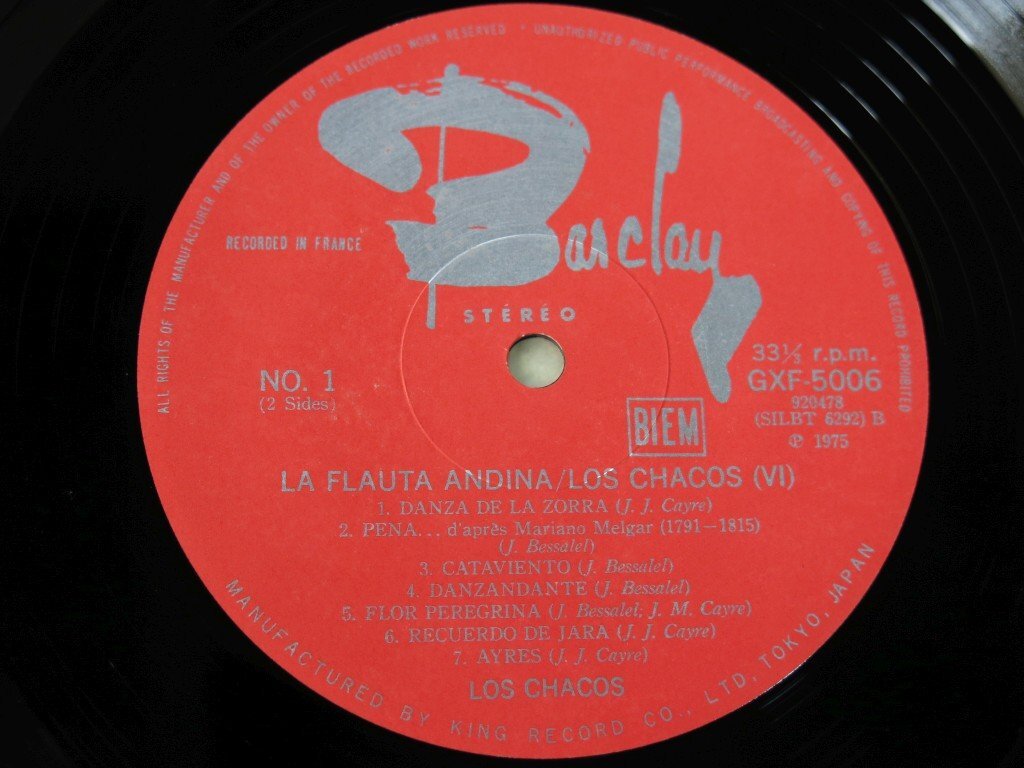 ALL RIGHTS OF THE MANUFACTURER AND OF THE OWNER OF THE RECORDED WORK RESERVED · UNAUTHORIZED PUBLIC PERFORMANCE BROADCASTING AND COPYING OF THIS RECORD PROHIBITED
Barclay
RECORDED IN FRANCE
STÉRÉO
NO. 1
(2 Sides)
33⅓ r.p.m.
GXF-5006
920478
(SILBT 6292) B
℗ 1975
BIEM
LA FLAUTA ANDINA/LOS CHACOS (VI)
1. DANZA DE LA ZORRA (J. J. Cayre)
2. PENA... d'après Mariano Melgar (1791–1815)
(J. Bessalel)
3. CATAVIENTO (J. Bessalel)
4. DANZANDANTE (J. Bessalel)
5. FLOR PEREGRINA (J. Bessalel; J. M. Cayre)
6. RECUERDO DE JARA (J. J. Cayre)
7. AYRES (J. J. Cayre)
LOS CHACOS
MANUFACTURED BY KING RECORD CO., LTD, TOKYO, JAPAN